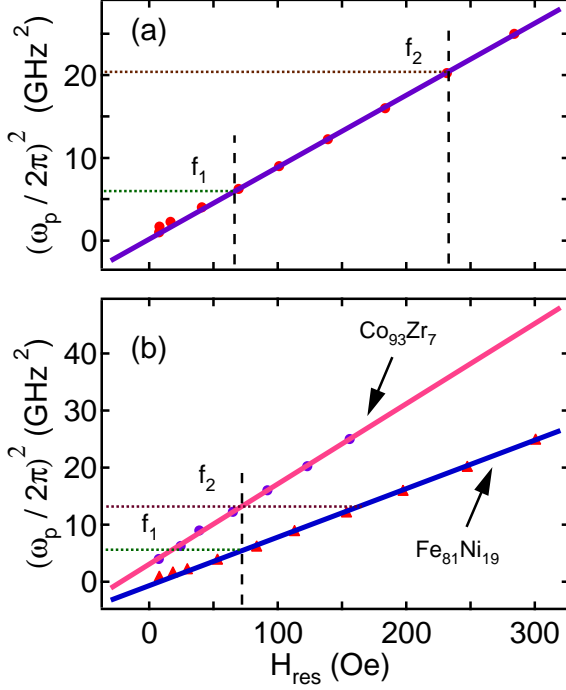 (a)
f₂
f₁
20
10
0
(ωₚ / 2π)² (GHz²)
(b)
Co₉₃Zr₇
f₂
f₁
Fe₈₁Ni₁₉
40
30
20
10
0
(ωₚ / 2π)² (GHz²)
0 100 200 300
H_res (Oe)